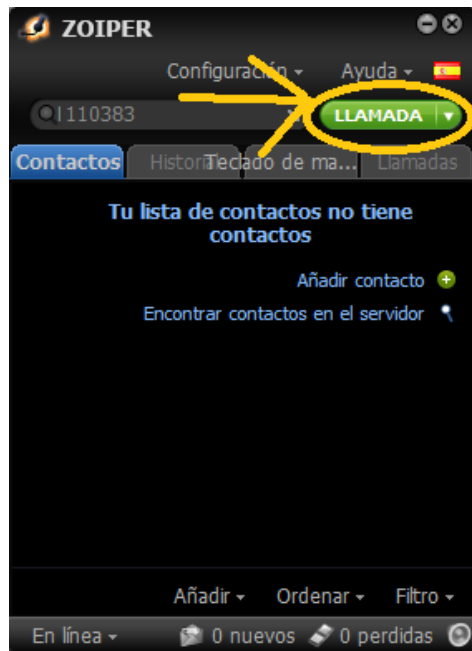 ZOIPER
Configuración Ayuda
110383 LLAMADA
Contactos Historial Teclado de ma... Llamadas
Tu lista de contactos no tiene
contactos
Añadir contacto
Encontrar contactos en el servidor
Añadir Ordenar Filtro
En línea 0 nuevos 0 perdidas